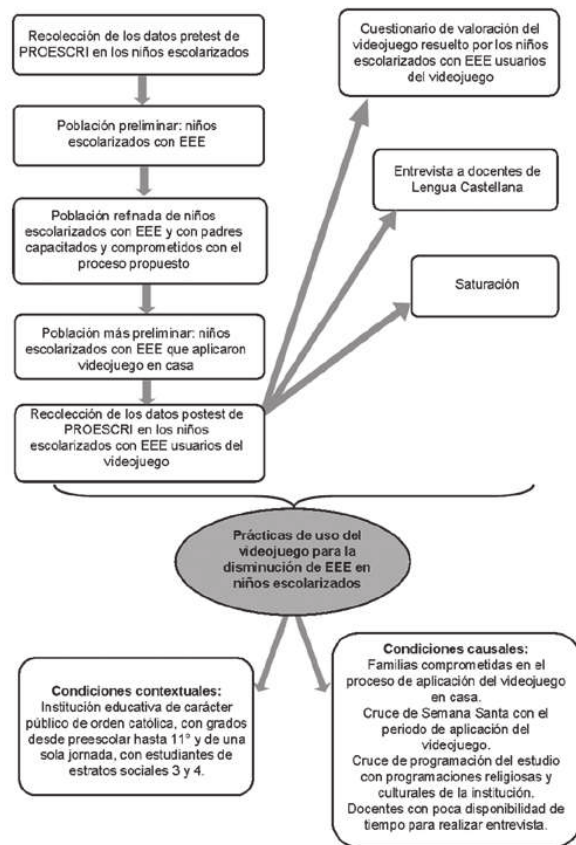 Recolección de los datos pretest de
PROESCRI en los niños escolarizados
Población preliminar: niños
escolarizados con EEE
Población refnada de niños
escolarizados con EEE y con padres
capacitados y comprometidos con el
proceso propuesto
Población más preliminar: niños
escolarizados con EEE que aplicaron
videojuego en casa
Recolección de los datos postest de
PROESCRI en los niños
escolarizados con EEE usuarios del
videojuego
Cuestionario de valoración del
videojuego resuelto por los niños
escolarizados con EEE usuarios
del videojuego
Entrevista a docentes de
Lengua Castellana
Saturación
Prácticas de uso del
videojuego para la
disminución de EEE en
niños escolarizados
Condiciones contextuales:
Institución educativa de carácter
público de orden católica, con grados
desde preescolar hasta 11° y de una
sola jornada, con estudiantes de
estratos sociales 3 y 4.
Condiciones causales:
Familias comprometidas en el
proceso de aplicación del videojuego
en casa.
Cruce de Semana Santa con el
periodo de aplicación del
videojuego.
Cruce de programación del estudio
con programaciones religiosas y
culturales de la institución.
Docentes con poca disponibilidad de
tiempo para realizar entrevista.